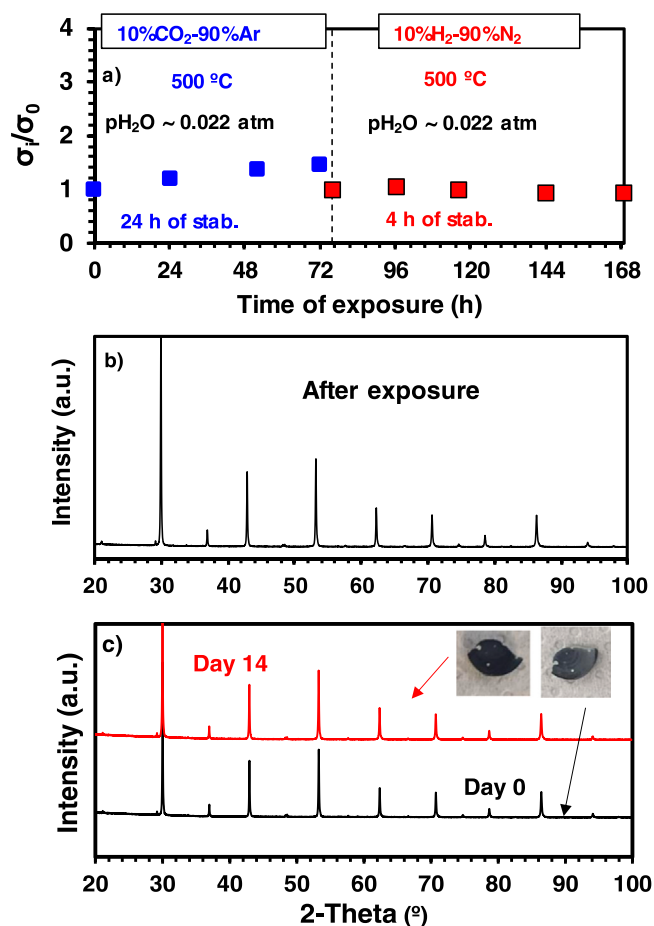 10%CO₂-90%Ar 10%H₂-90%N₂
4
a)
500 ºC 500 ºC
3
pH₂O ~ 0.022 atm pH₂O ~ 0.022 atm
σᵢ/σ₀
2
1
24 h of stab. 4 h of stab.
0
0 24 48 72 96 120 144 168
Time of exposure (h)
b)
After exposure
Intensity (a.u.)
20 30 40 50 60 70 80 90 100
c)
Day 14
Intensity (a.u.)
Day 0
20 30 40 50 60 70 80 90 100
2-Theta (º)